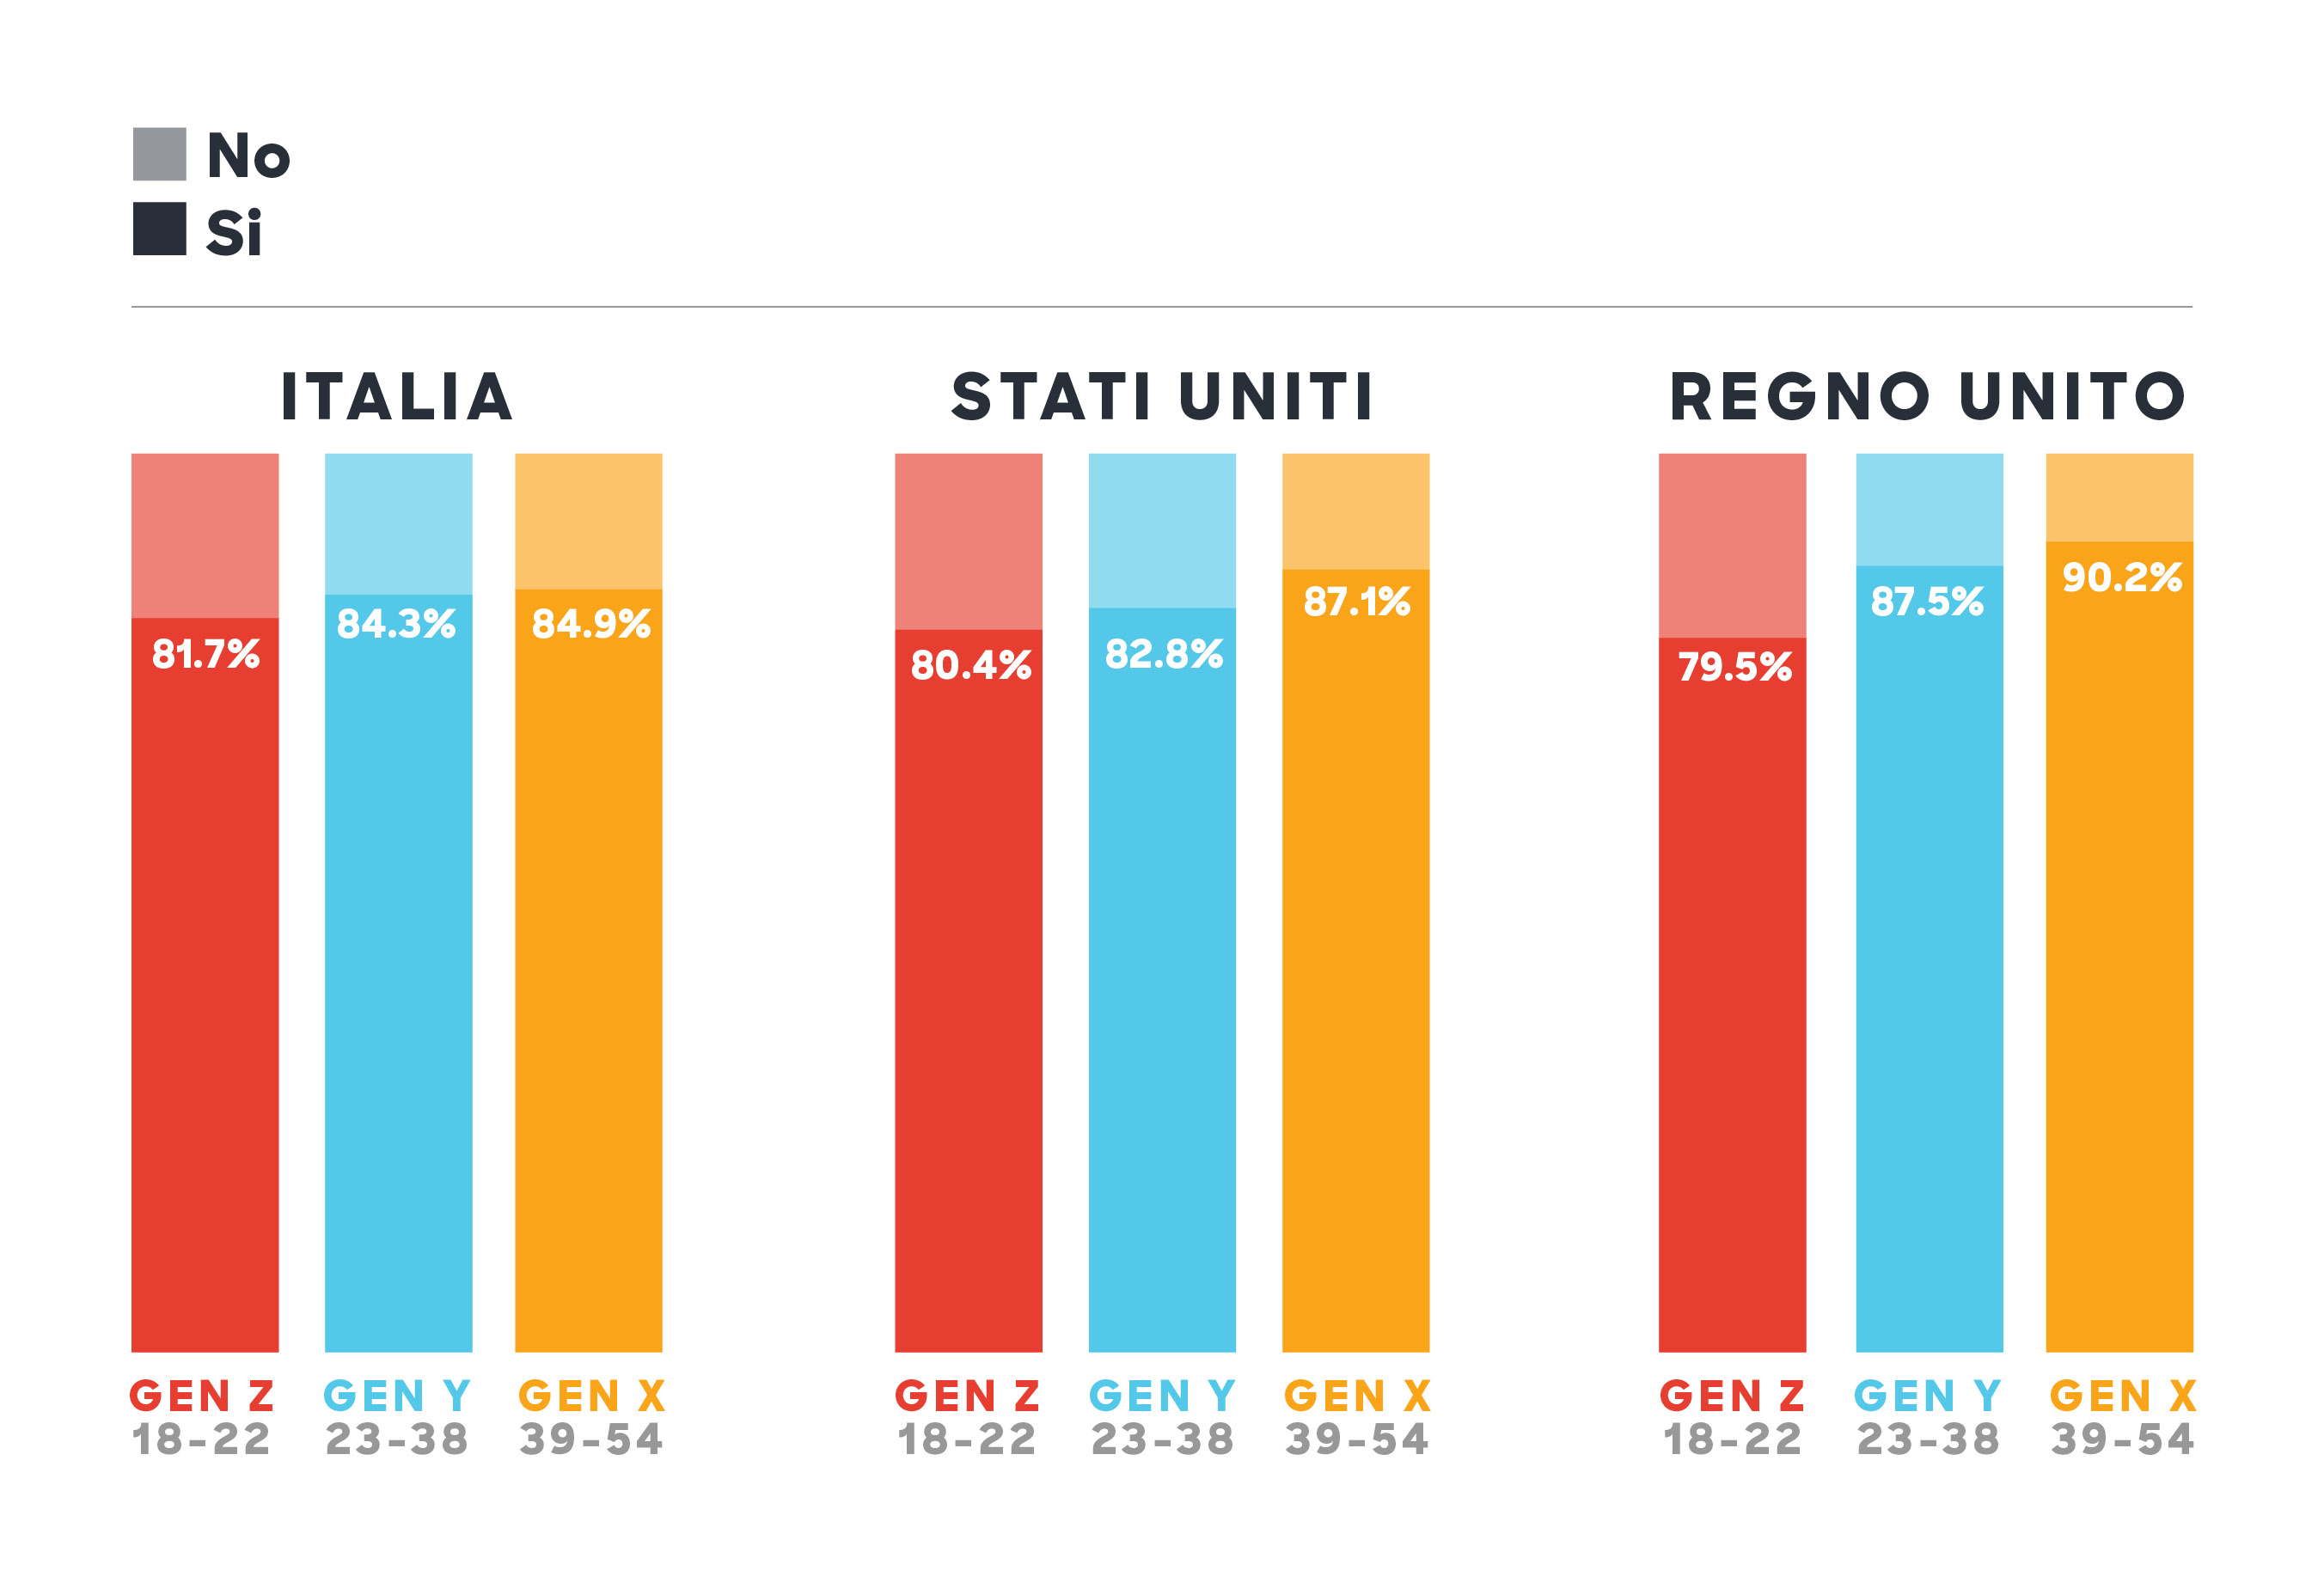 No
Si
ITALIA
STATI UNITI
REGNO UNITO
81.7%
84.3%
84.9%
80.4%
82.8%
87.1%
79.5%
87.5%
90.2%
GEN Z
18-22
GEN Y
23-38
GEN X
39-54
GEN Z
18-22
GEN Y
23-38
GEN X
39-54
GEN Z
18-22
GEN Y
23-38
GEN X
39-54